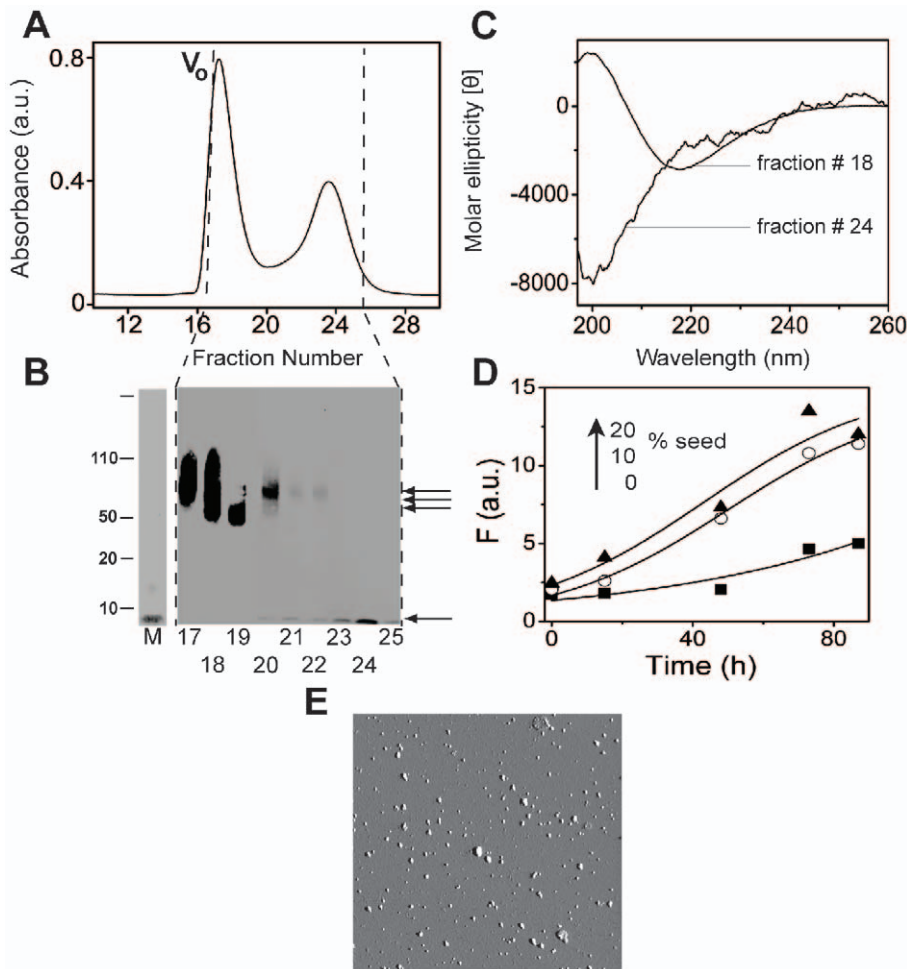 A
V₀
0.8
0.4
0
Absorbance (a.u.)
12 16 20 24 28
Fraction Number
B
110
50
20
10
M 17 19 21 23 25
18 20 22 24
C
0
-4000
-8000
Molar ellipticity [θ]
fraction # 18
fraction # 24
200 220 240 260
Wavelength (nm)
D
15
10
5
0
F (a.u.)
20
10 % seed
0
0 40 80
Time (h)
E